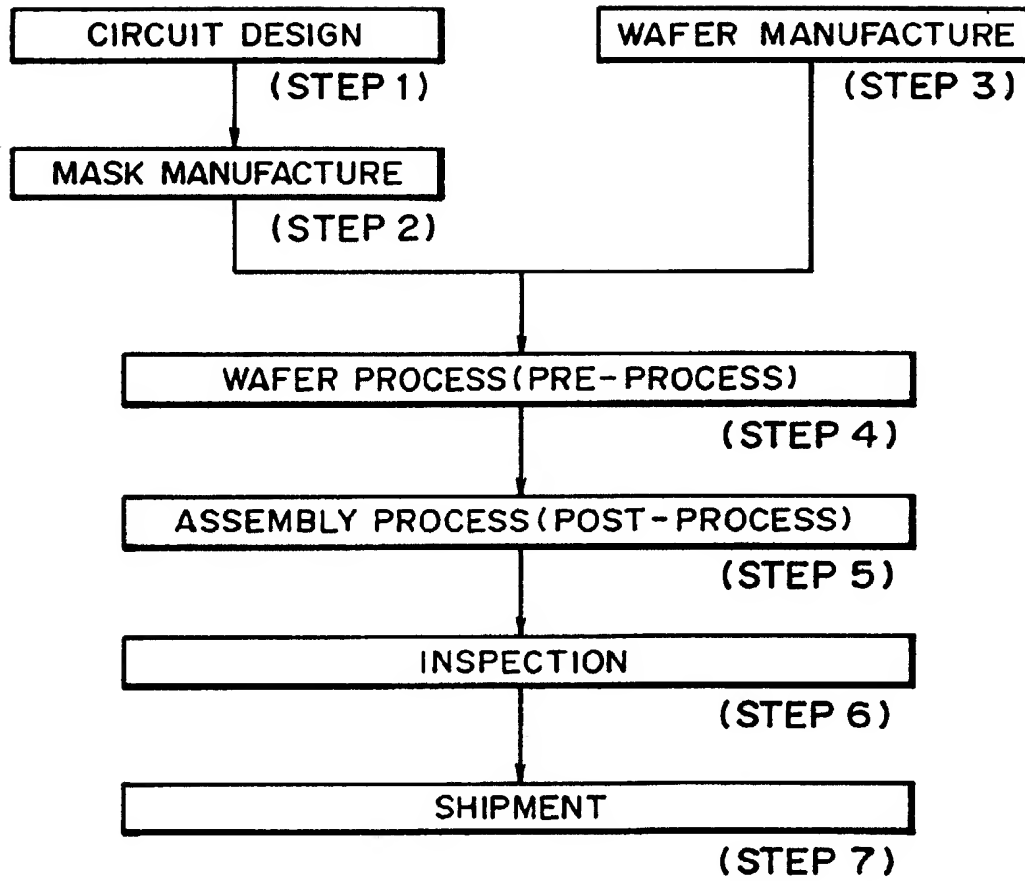 CIRCUIT DESIGN
(STEP 1)
MASK MANUFACTURE
(STEP 2)
WAFER MANUFACTURE
(STEP 3)
WAFER PROCESS(PRE-PROCESS)
(STEP 4)
ASSEMBLY PROCESS(POST-PROCESS)
(STEP 5)
INSPECTION
(STEP 6)
SHIPMENT
(STEP 7)